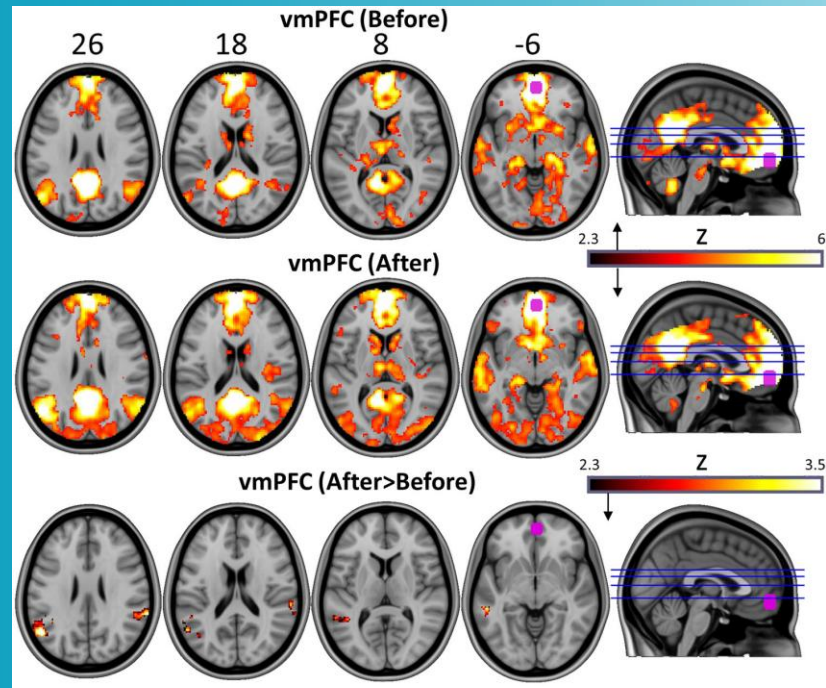 vmPFC (Before)
26 18 8 -6
2.3 Z 6
vmPFC (After)
2.3 Z 3.5
vmPFC (After>Before)